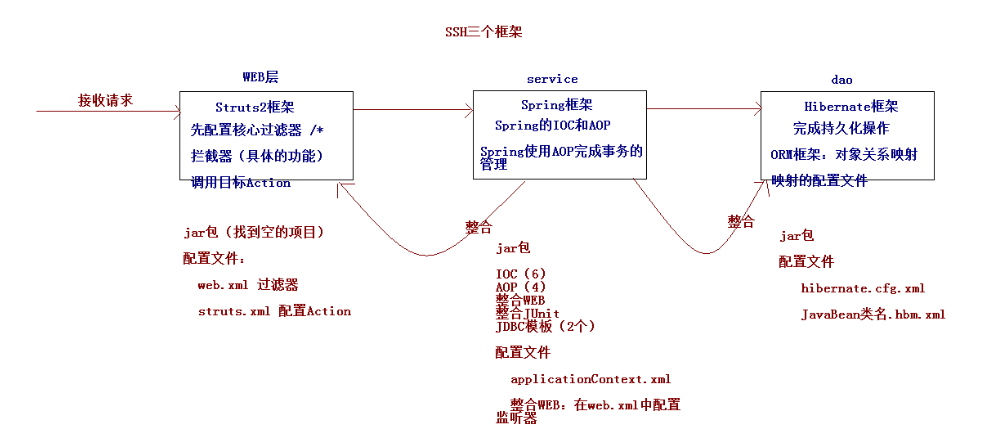 SSH三个框架
接收请求
WEB层
Struts2框架
先配置核心过滤器 /*
拦截器（具体的功能）
调用目标Action
jar包（找到空的项目）
配置文件：
web.xml 过滤器
struts.xml 配置Action
service
Spring框架
Spring的IOC和AOP
Spring使用AOP完成事务的
管理
整合
jar包
IOC（6）
AOP（4）
整合WEB
整合JUnit
JDBC模板（2个）
配置文件
applicationContext.xml
整合WEB：在web.xml中配置
监听器
dao
Hibernate框架
完成持久化操作
ORM框架：对象关系映射
映射的配置文件
整合
jar包
配置文件
hibernate.cfg.xml
JavaBean类名.hbm.xml